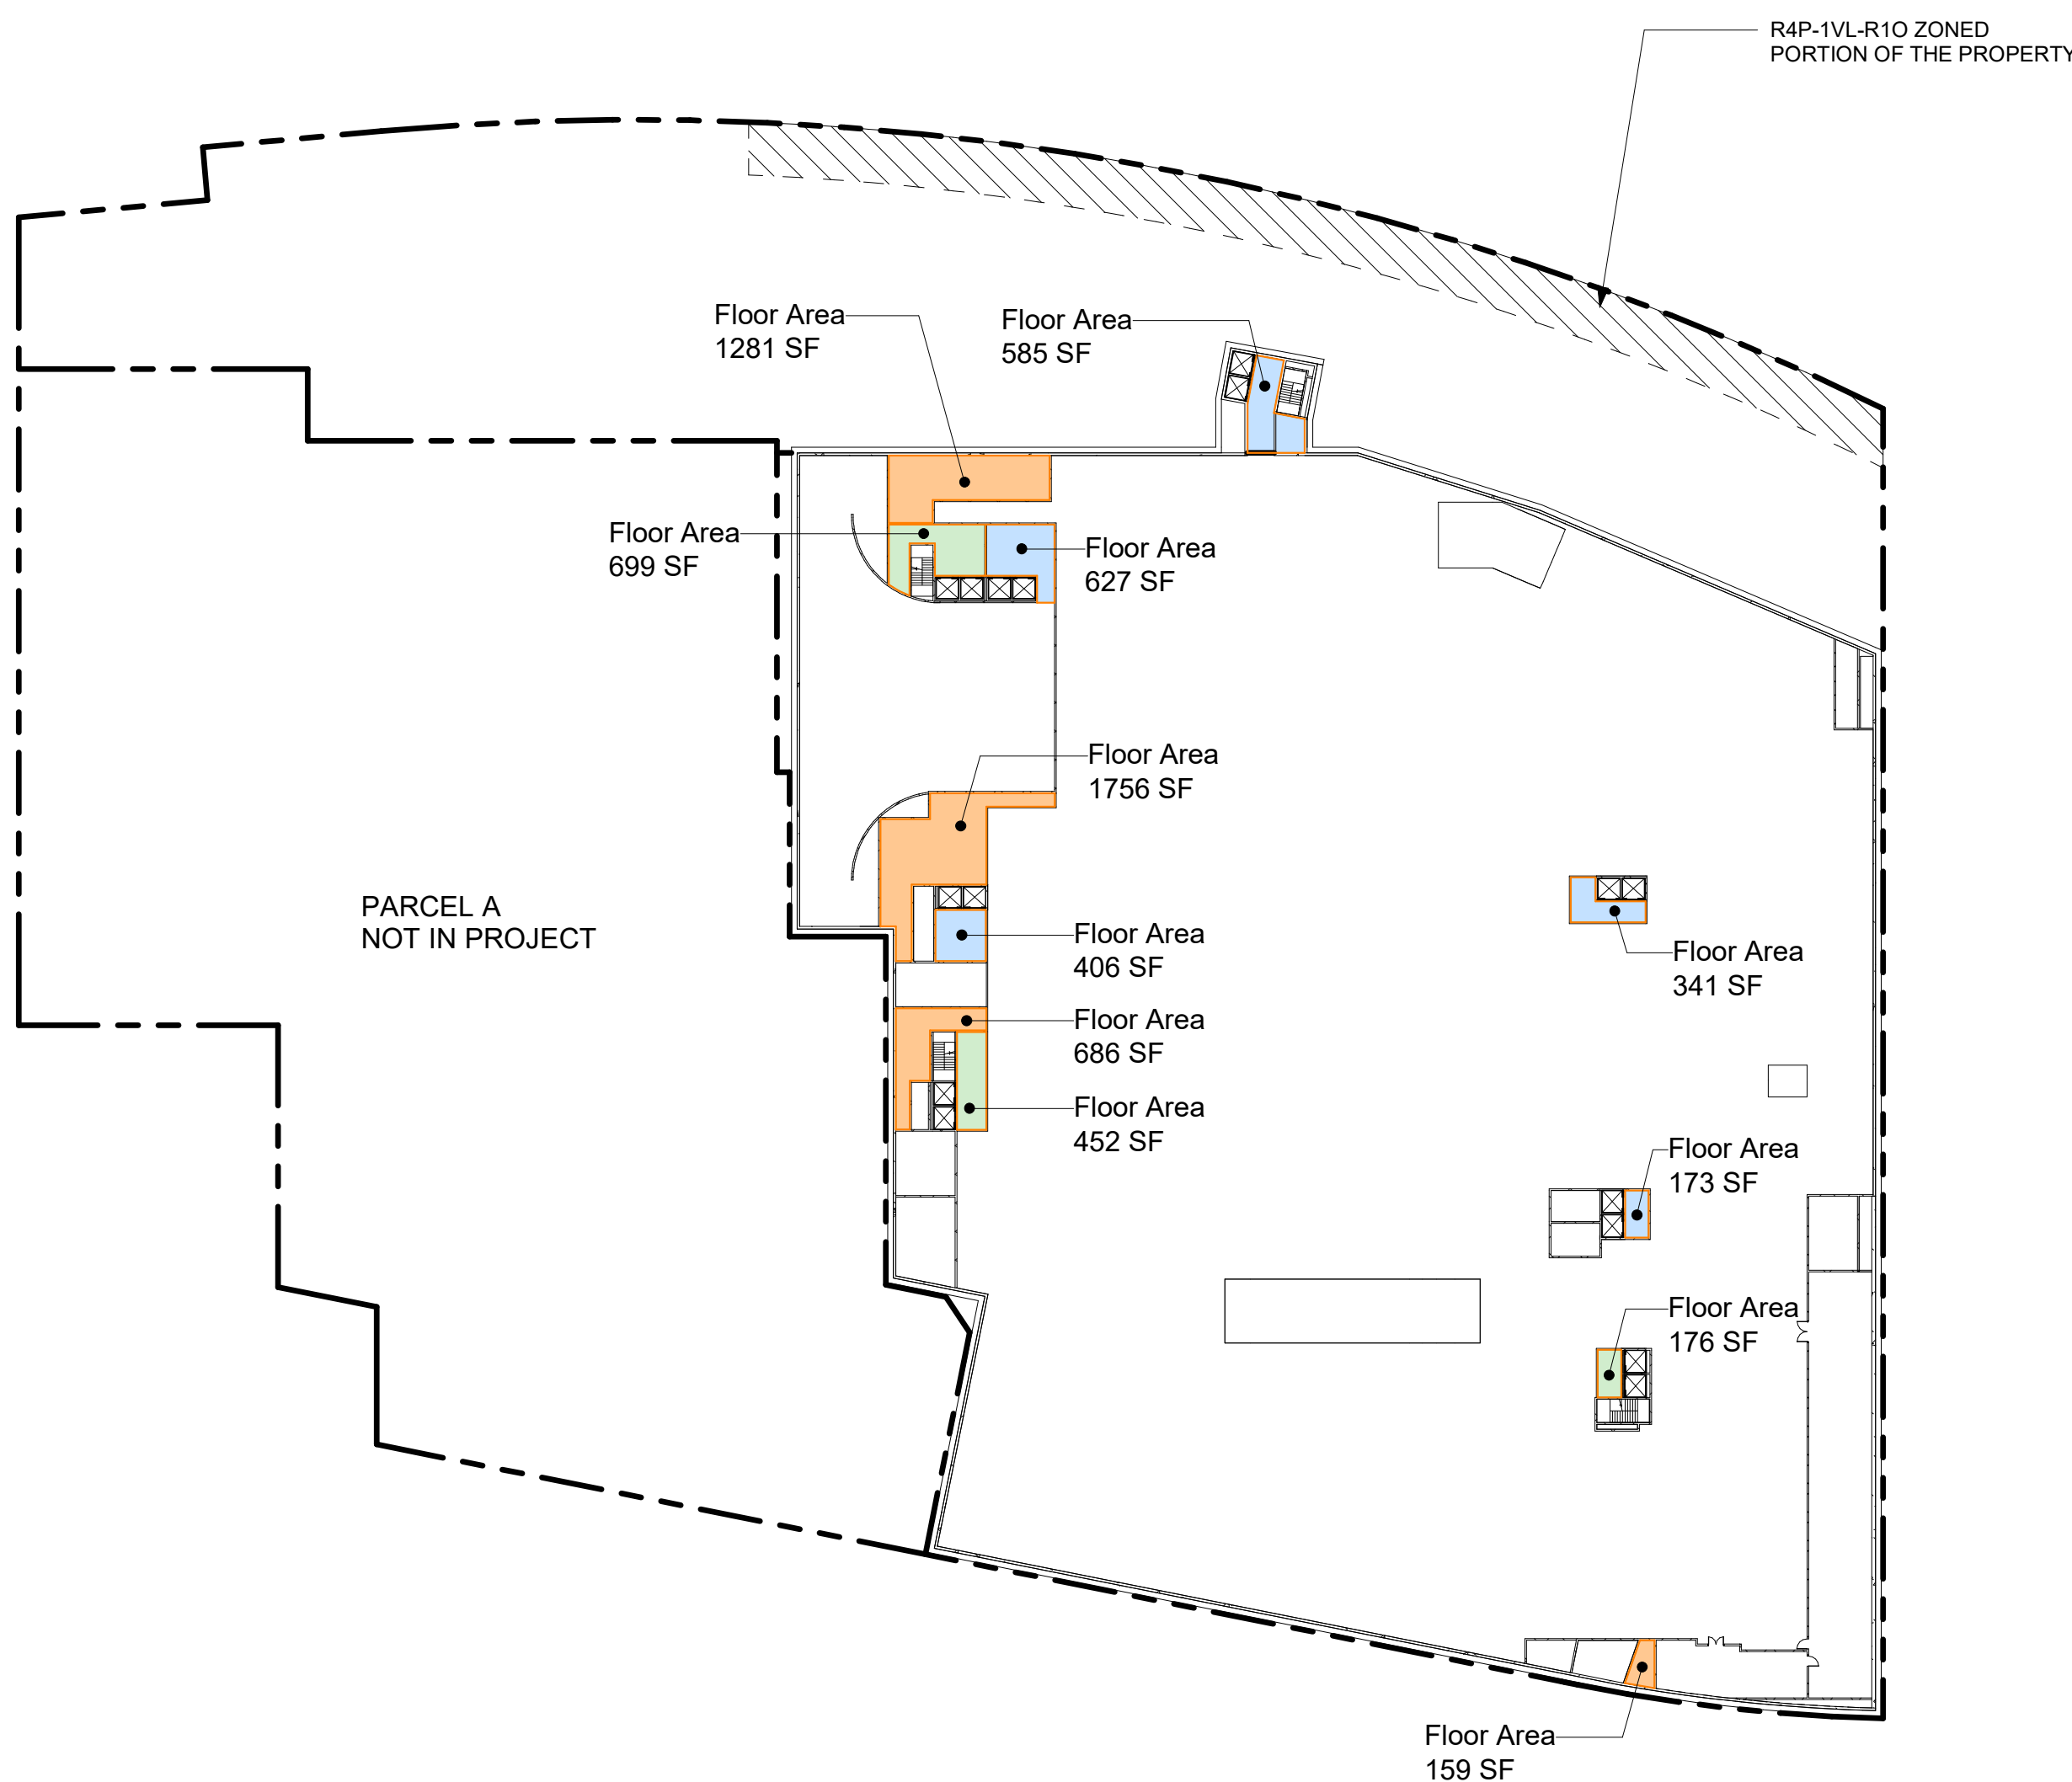 R4P-1VL-R1O ZONED
PORTION OF THE PROPERTY
Floor Area
1281 SF
Floor Area
585 SF
Floor Area
699 SF
Floor Area
627 SF
Floor Area
1756 SF
PARCEL A
NOT IN PROJECT
Floor Area
406 SF
Floor Area
341 SF
Floor Area
686 SF
Floor Area
452 SF
Floor Area
173 SF
Floor Area
176 SF
Floor Area
159 SF